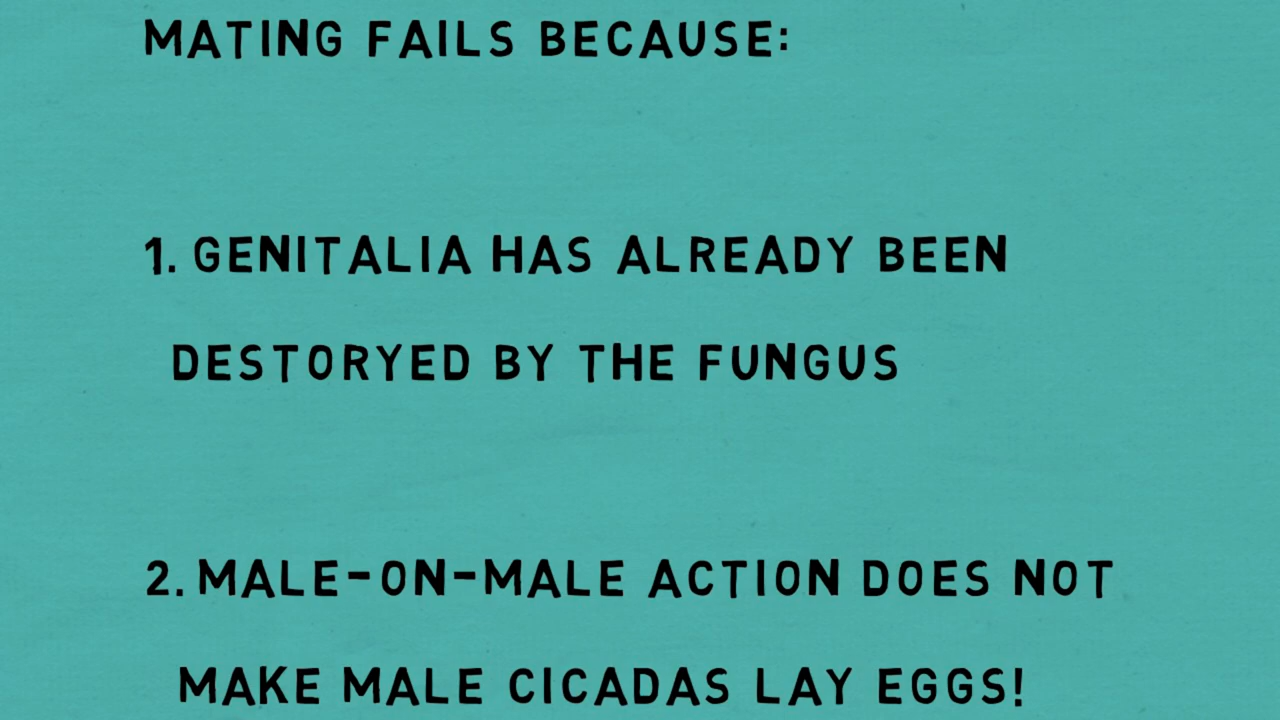 MATING FAILS BECAUSE:
1. GENITALIA HAS ALREADY BEEN
DESTORYED BY THE FUNGUS
2. MALE-ON-MALE ACTION DOES NOT
MAKE MALE CICADAS LAY EGGS!